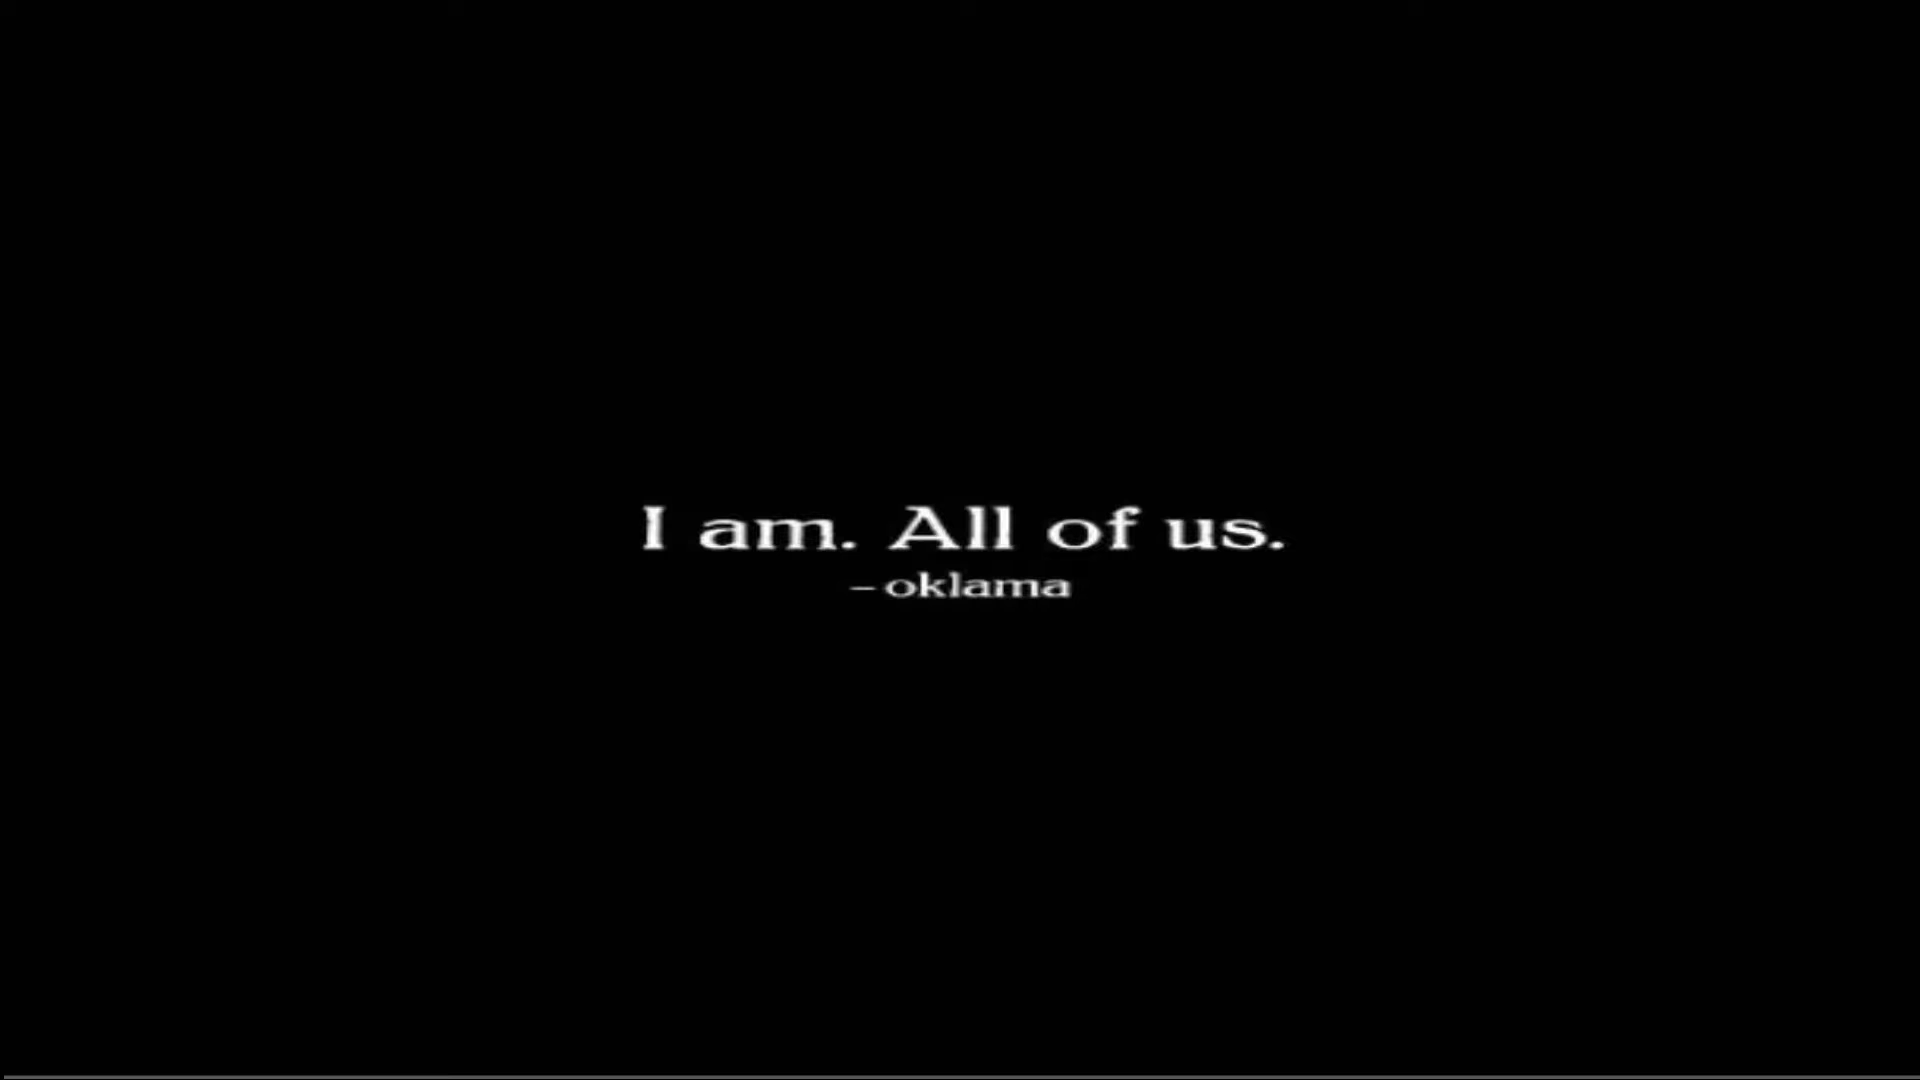 I am. All of us.
– oklama